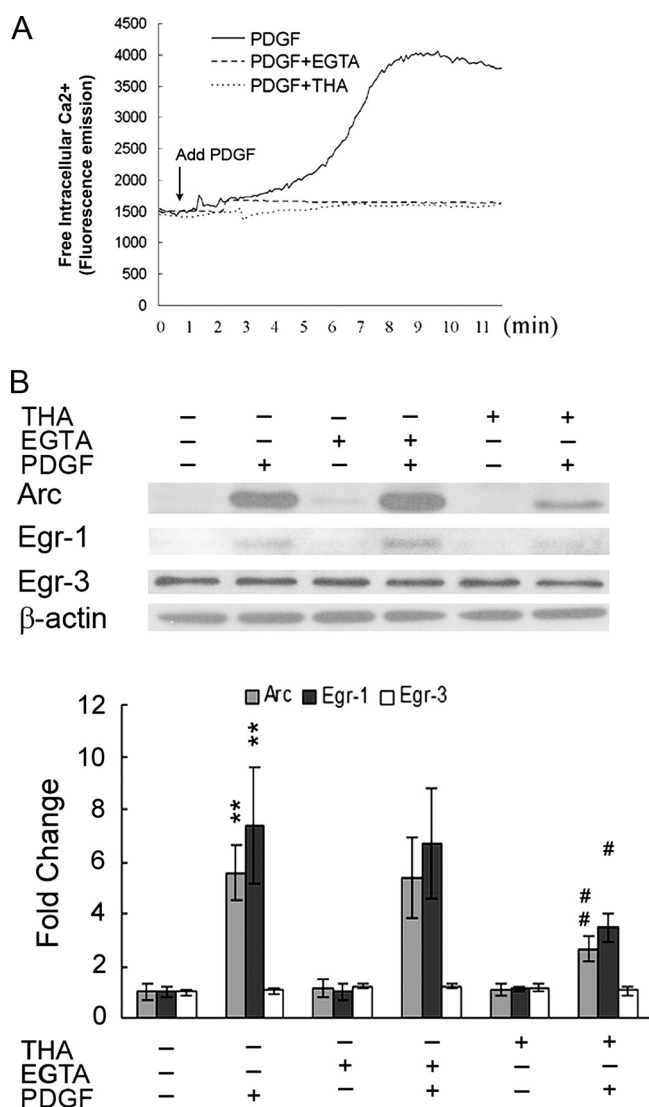 A
PDGF
PDGF+EGTA
PDGF+THA
Add PDGF
Free Intracellular Ca2+
(Fluorescence emission)
4500
4000
3500
3000
2500
2000
1500
1000
500
0
0 1 2 3 4 5 6 7 8 9 10 11 (min)
B
THA – – – – + +
EGTA – – + + – –
PDGF – + – + – +
Arc
Egr-1
Egr-3
β-actin
Arc Egr-1 Egr-3
Fold Change
12
10
8
6
4
2
0
** ** ## #
THA – – – – + +
EGTA – – + + – –
PDGF – + – + – +